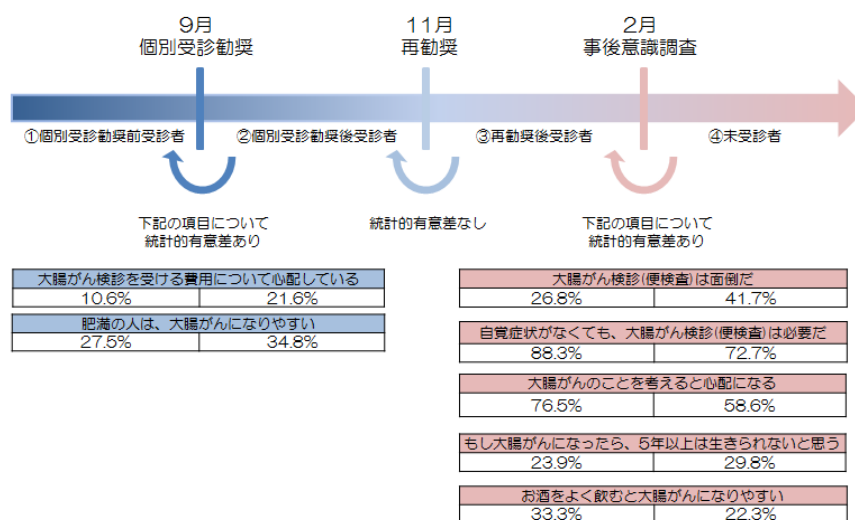 9月
個別受診勧奨
11月
再勧奨
2月
事後意識調査
①個別受診勧奨前受診者
②個別受診勧奨後受診者
③再勧奨後受診者
④未受診者
下記の項目について
統計的有意差あり
統計的有意差なし
下記の項目について
統計的有意差あり
大腸がん検診を受ける費用について心配している
10.6% 21.6%
肥満の人は、大腸がんになりやすい
27.5% 34.8%
大腸がん検診(便検査)は面倒だ
26.8% 41.7%
自覚症状がなくても、大腸がん検診(便検査)は必要だ
88.3% 72.7%
大腸がんのことを考えると心配になる
76.5% 58.6%
もし大腸がんになったら、5年以上は生きられないと思う
23.9% 29.8%
お酒をよく飲むと大腸がんになりやすい
33.3% 22.3%